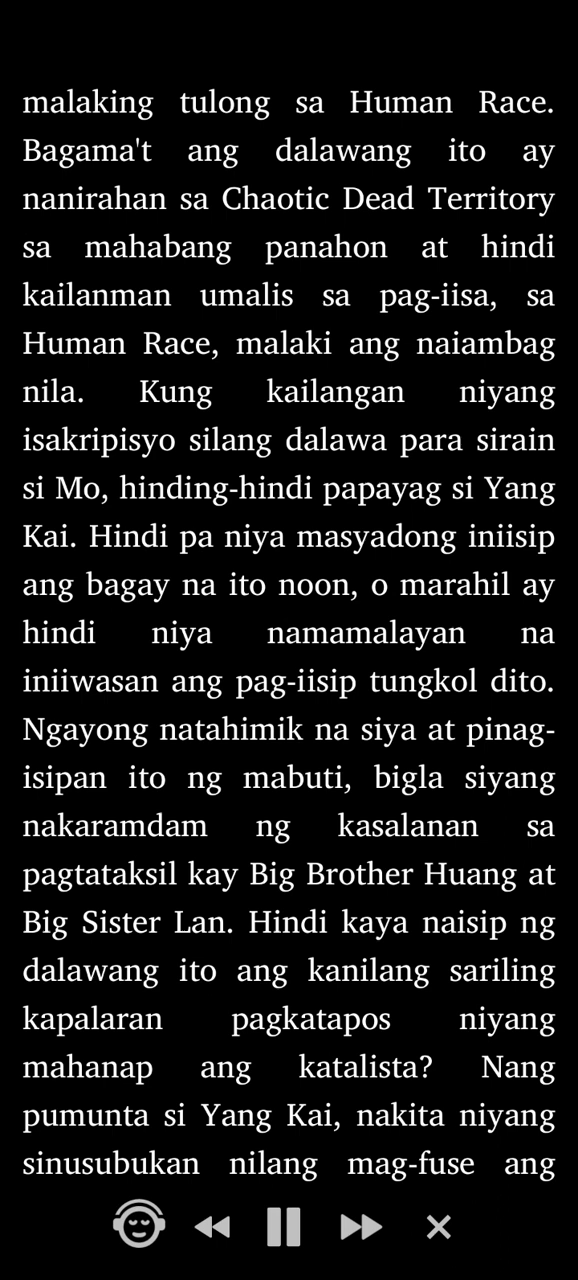 malaking tulong sa Human Race.
Bagama't ang dalawang ito ay
nanirahan sa Chaotic Dead Territory
sa mahabang panahon at hindi
kailanman umalis sa pag-iisa, sa
Human Race, malaki ang naiambag
nila. Kung kailangan niyang
isakripisyo silang dalawa para sirain
si Mo, hinding-hindi papayag si Yang
Kai. Hindi pa niya masyadong iniisip
ang bagay na ito noon, o marahil ay
hindi niya namamalayan na
iniiwasan ang pag-iisip tungkol dito.
Ngayong natahimik na siya at pinag-
isipan ito ng mabuti, bigla siyang
nakaramdam ng kasalanan sa
pagtataksil kay Big Brother Huang at
Big Sister Lan. Hindi kaya naisip ng
dalawang ito ang kanilang sariling
kapalaran pagkatapos niyang
mahanap ang katalista? Nang
pumunta si Yang Kai, nakita niyang
sinusubukan nilang mag-fuse ang